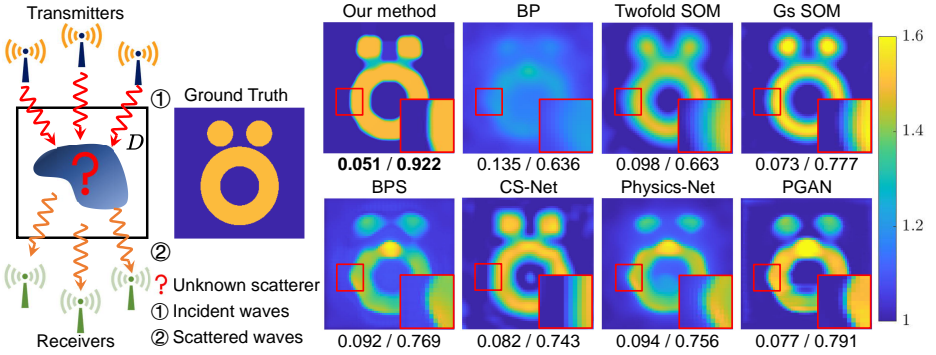 Transmitters
①
Ground Truth
D
?
②
? Unknown scatterer
① Incident waves
② Scattered waves
Receivers
Our method
BP
Twofold SOM
Gs SOM
0.051 / 0.922
0.135 / 0.636
0.098 / 0.663
0.073 / 0.777
BPS
CS-Net
Physics-Net
PGAN
0.092 / 0.769
0.082 / 0.743
0.094 / 0.756
0.077 / 0.791
1.6
1.4
1.2
1